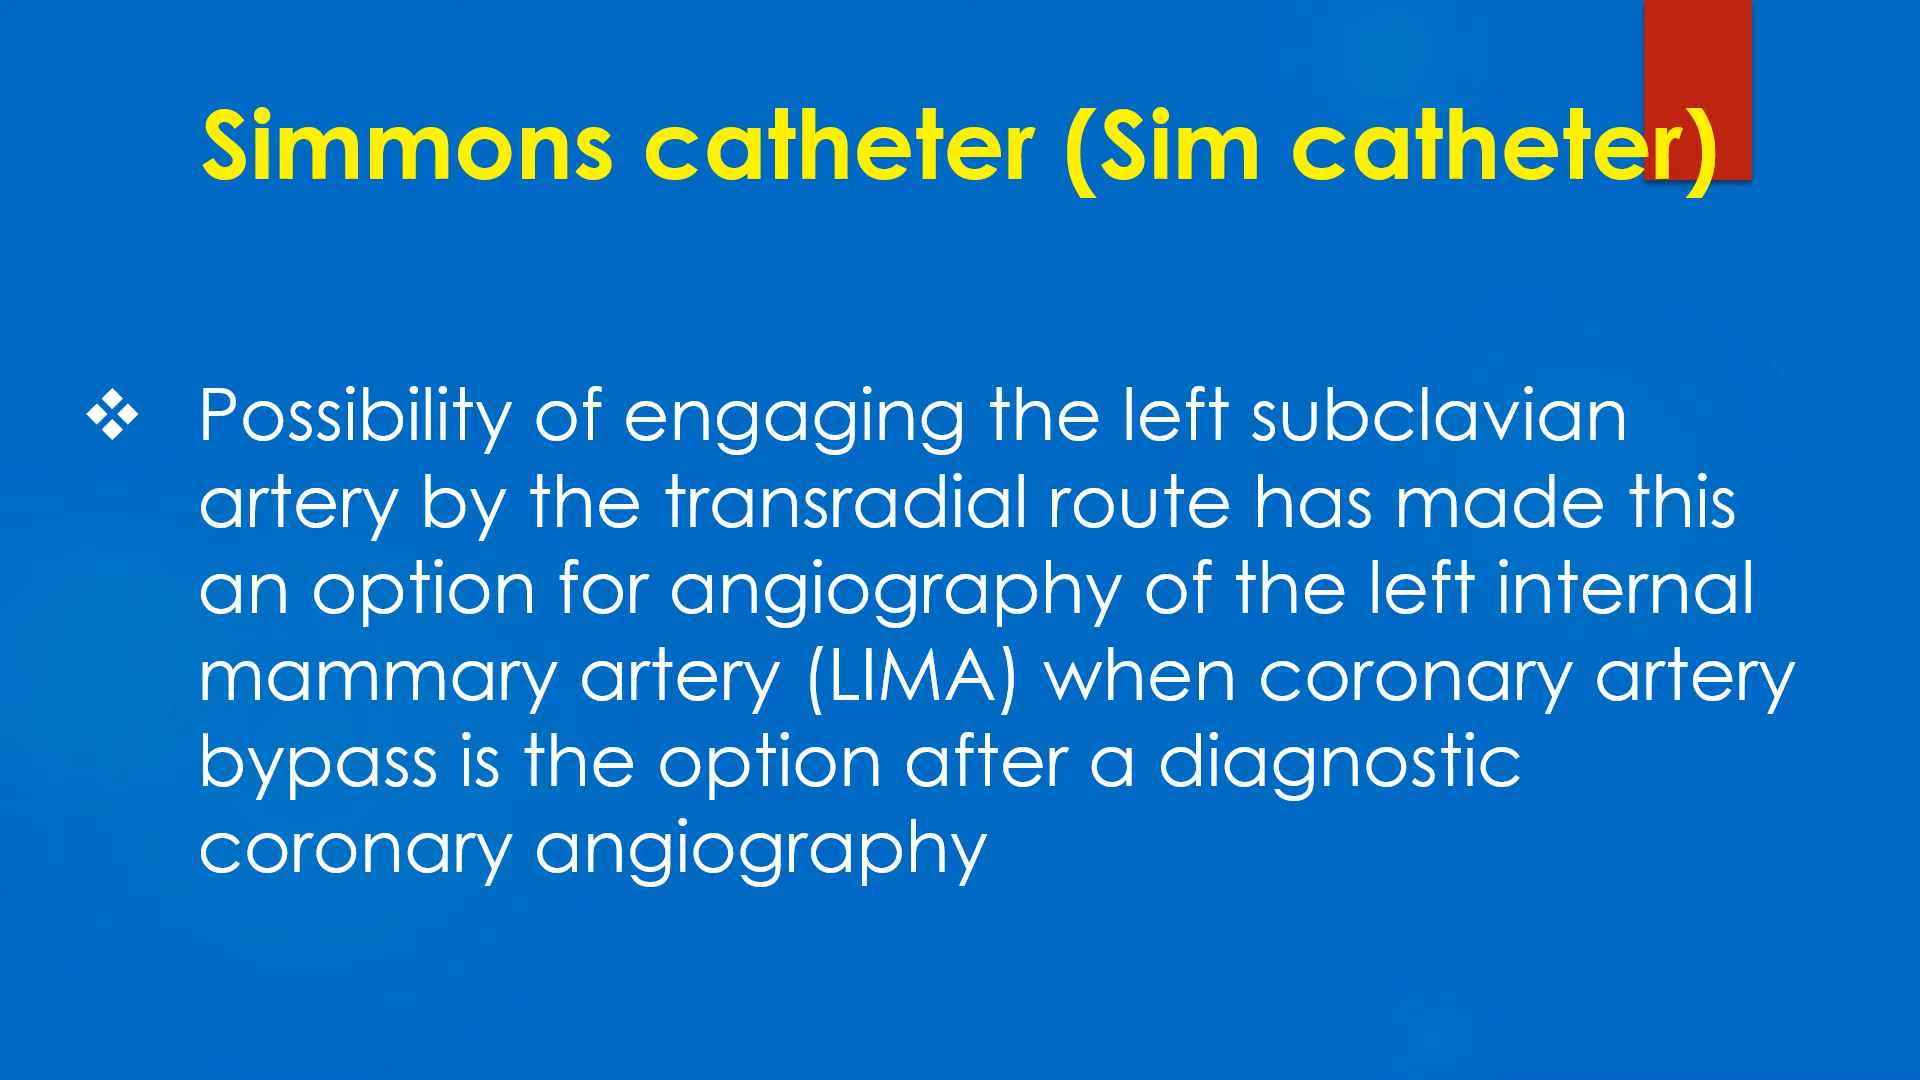 Simmons catheter (Sim catheter)
❖ Possibility of engaging the left subclavian
artery by the transradial route has made this
an option for angiography of the left internal
mammary artery (LIMA) when coronary artery
bypass is the option after a diagnostic
coronary angiography